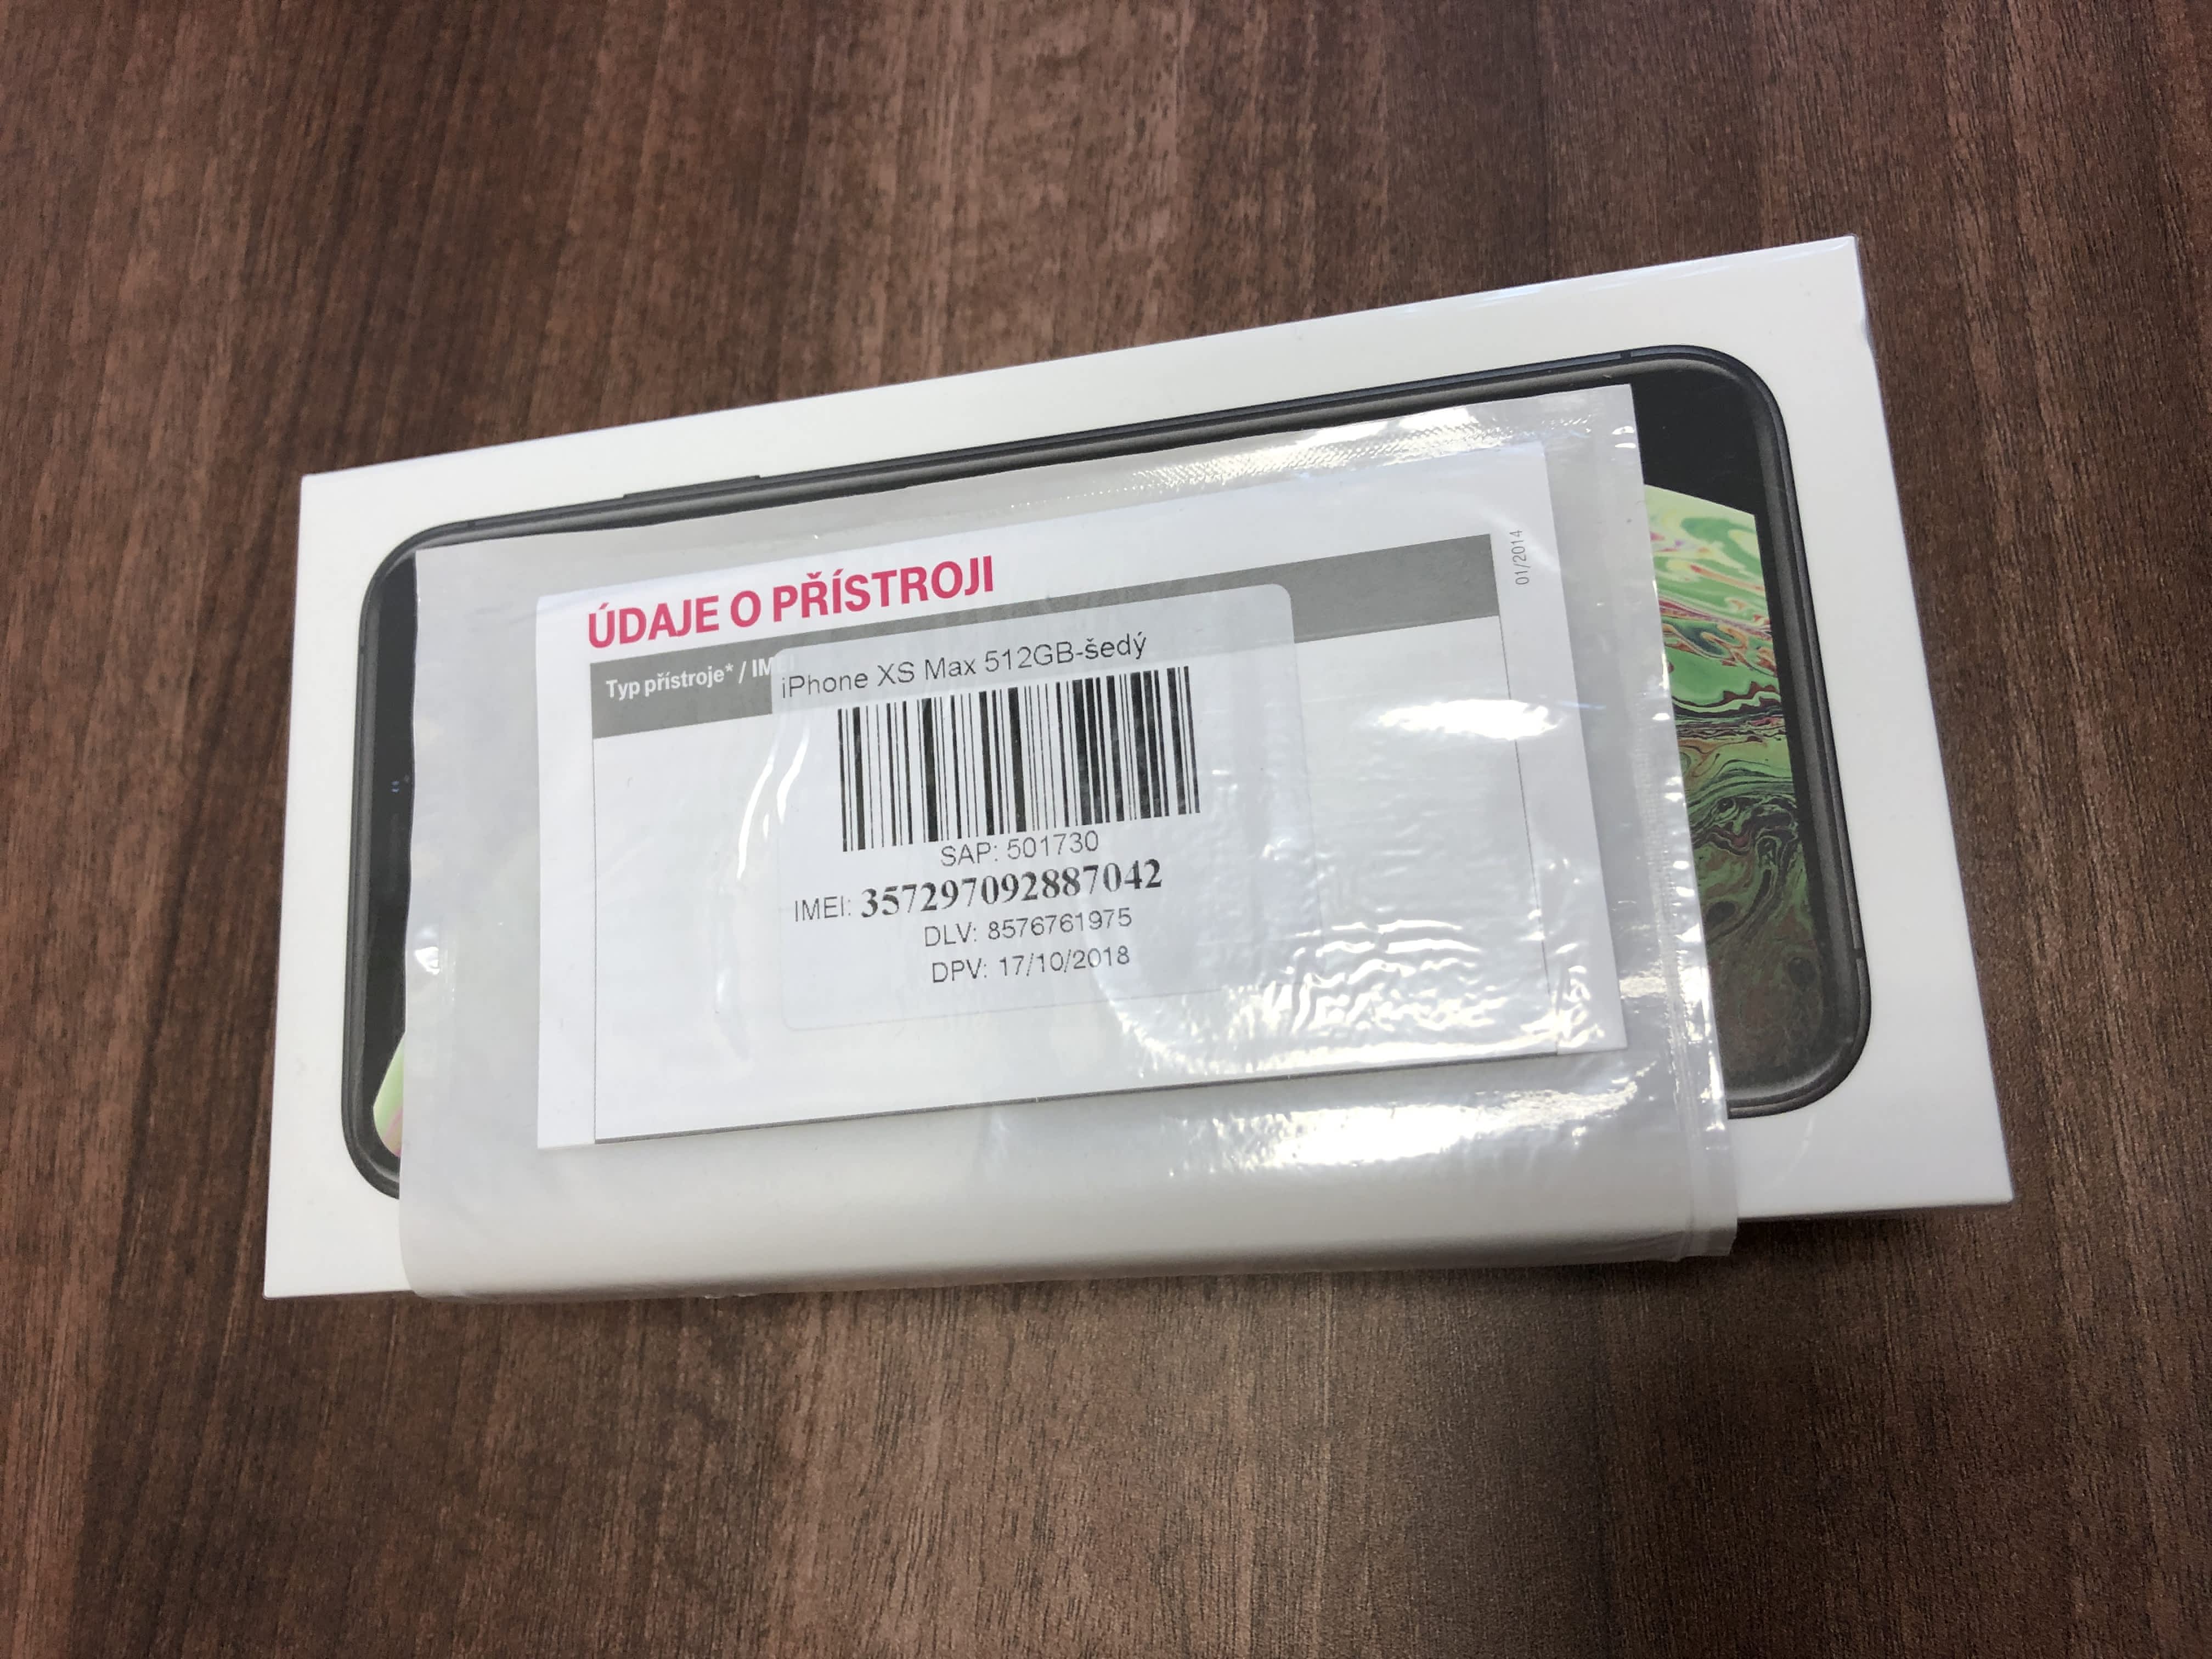 ÚDAJE O PŘÍSTROJI
01/2014
Typ přístroje* / IMEI
iPhone XS Max 512GB-šedý
SAP: 501730
IMEI: 357297092887042
DLV: 8576761975
DPV: 17/10/2018